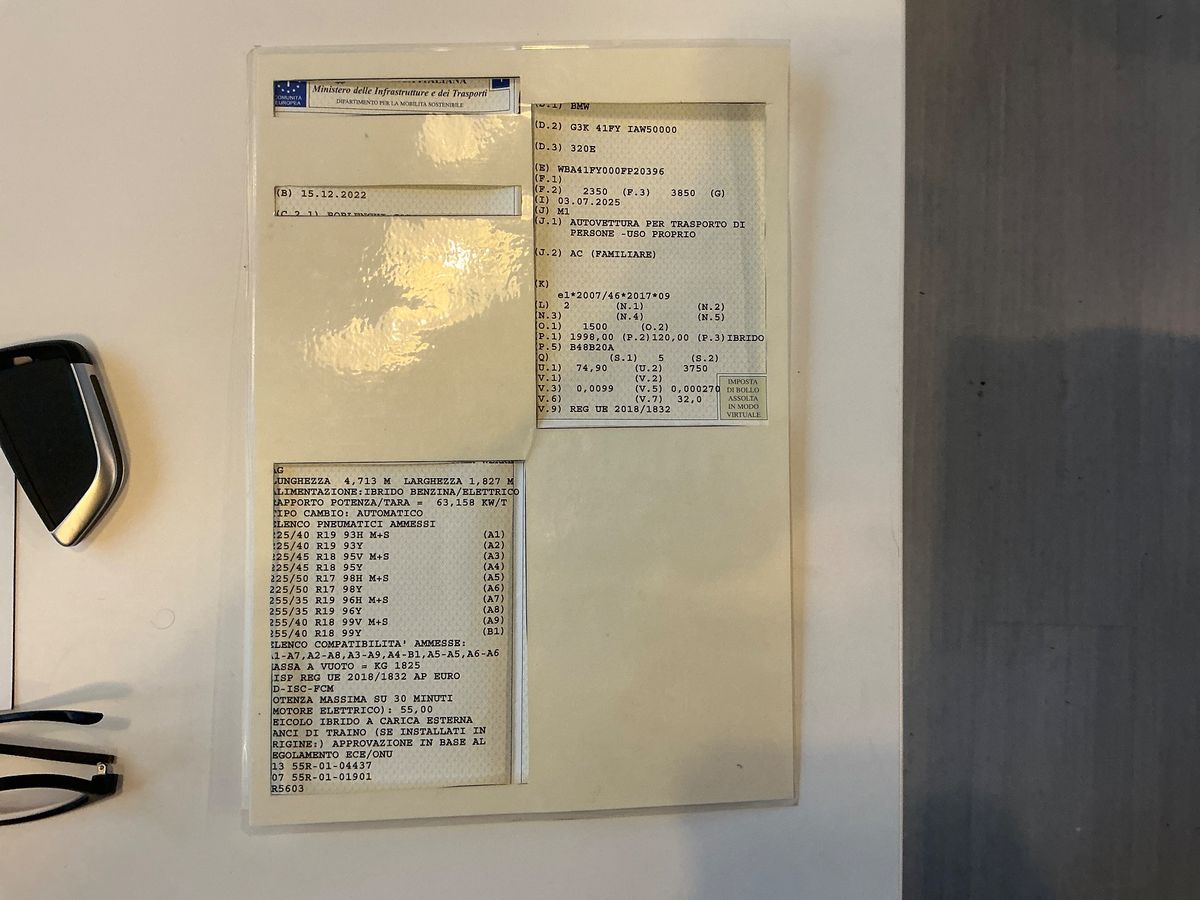 COMUNITÀ
EUROPEA
ITALIANA
Ministero delle Infrastrutture e dei Trasporti
DIPARTIMENTO PER LA MOBILITÀ SOSTENIBILE
(B) 15.12.2022
(C.2.1)
(D.1) BMW
(D.2) G3K 41FY IAW50000
(D.3) 320E
(E) WBA41FY000FP20396
(F.1)
(F.2) 2350 (F.3) 3850 (G)
(I) 03.07.2025
(J) M1
(J.1) AUTOVETTURA PER TRASPORTO DI
PERSONE -USO PROPRIO
(J.2) AC (FAMILIARE)
(K)
e1*2007/46*2017*09
(L) 2 (N.1) (N.2)
(N.3) (N.4) (N.5)
(O.1) 1500 (O.2)
(P.1) 1998,00 (P.2)120,00 (P.3)IBRIDO
(P.5) B48B20A
(Q) (S.1) 5 (S.2)
(U.1) 74,90 (U.2) 3750
(V.1) (V.2)
(V.3) 0,0099 (V.5) 0,000270
(V.6) (V.7) 32,0
(V.9) REG UE 2018/1832
IMPOSTA
DI BOLLO
ASSOLTA
IN MODO
VIRTUALE
AG
LUNGHEZZA 4,713 M LARGHEZZA 1,827 M
ALIMENTAZIONE:IBRIDO BENZINA/ELETTRICO
RAPPORTO POTENZA/TARA = 63,158 KW/T
TIPO CAMBIO: AUTOMATICO
ELENCO PNEUMATICI AMMESSI
225/40 R19 93H M+S (A1)
225/40 R19 93Y (A2)
225/45 R18 95V M+S (A3)
225/45 R18 95Y (A4)
225/50 R17 98H M+S (A5)
225/50 R17 98Y (A6)
255/35 R19 96H M+S (A7)
255/35 R19 96Y (A8)
255/40 R18 99V M+S (A9)
255/40 R18 99Y (B1)
ELENCO COMPATIBILITA' AMMESSE:
A1-A7,A2-A8,A3-A9,A4-B1,A5-A5,A6-A6
MASSA A VUOTO = KG 1825
DISP REG UE 2018/1832 AP EURO
6D-ISC-FCM
POTENZA MASSIMA SU 30 MINUTI
(MOTORE ELETTRICO): 55,00
VEICOLO IBRIDO A CARICA ESTERNA
GANCI DI TRAINO (SE INSTALLATI IN
ORIGINE:) APPROVAZIONE IN BASE AL
REGOLAMENTO ECE/ONU
13 55R-01-04437
07 55R-01-01901
R5603